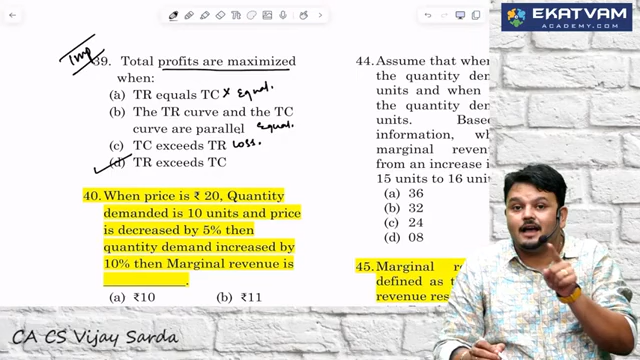 EKATVAM
ACADEMY.COM
Imp
39. Total profits are maximized
when:
(a) TR equals TC × Equal.
(b) The TR curve and the TC
curve are parallel equal.
(c) TC exceeds TR Loss.
(d) TR exceeds TC
40. When price is ₹ 20, Quantity
demanded is 10 units and price
is decreased by 5% then
quantity demand increased by
10% then Marginal revenue is
(a) ₹10 (b) ₹11
44. Assume that when
the quantity dem
units and when
the quantity dem
units. Based
information, wh
marginal revenu
from an increase i
15 units to 16 unit
(a) 36
(b) 32
(c) 24
(d) 08
45. Marginal re
defined as th
revenue res
CA CS Vijay Sarda